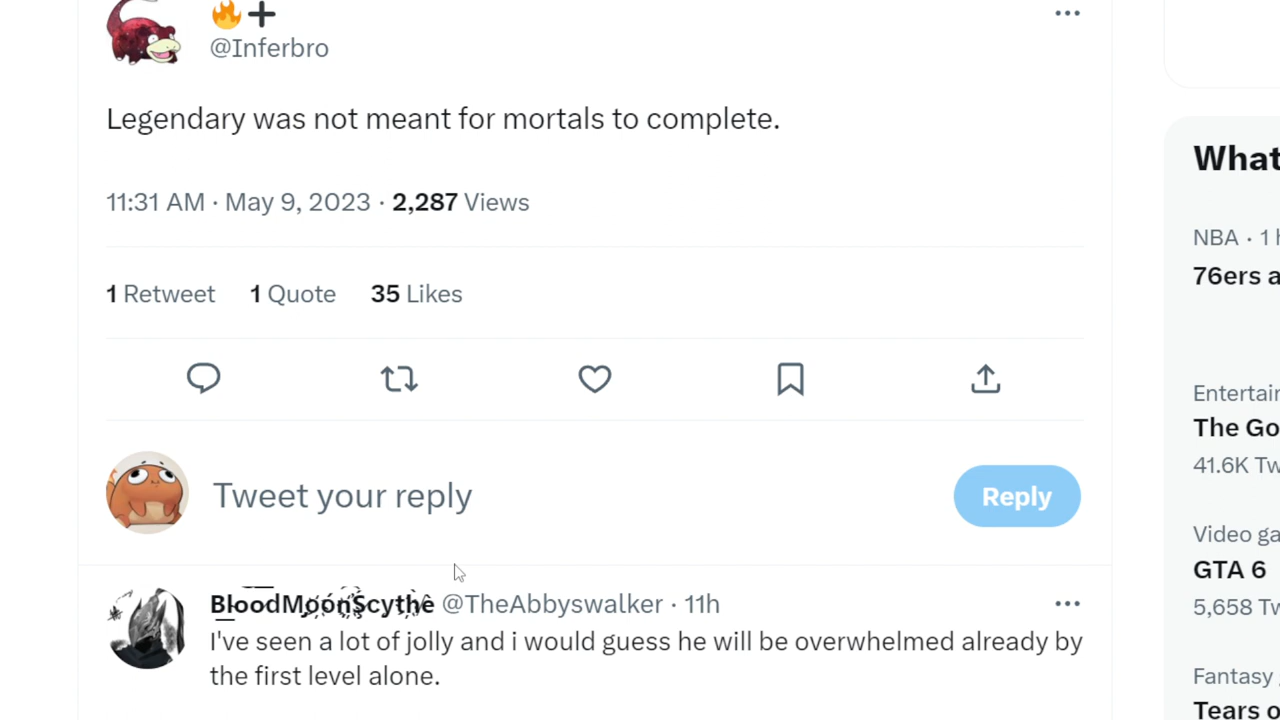 @Inferbro
Legendary was not meant for mortals to complete.
11:31 AM · May 9, 2023 · 2,287 Views
1 Retweet 1 Quote 35 Likes
Tweet your reply
Reply
BloodMoonScythe @TheAbbyswalker · 11h
I've seen a lot of jolly and i would guess he will be overwhelmed already by
the first level alone.
What
NBA · 1 h
76ers a
Entertain
The Go
41.6K Tw
Video ga
GTA 6
5,658 Tw
Fantasy
Tears o